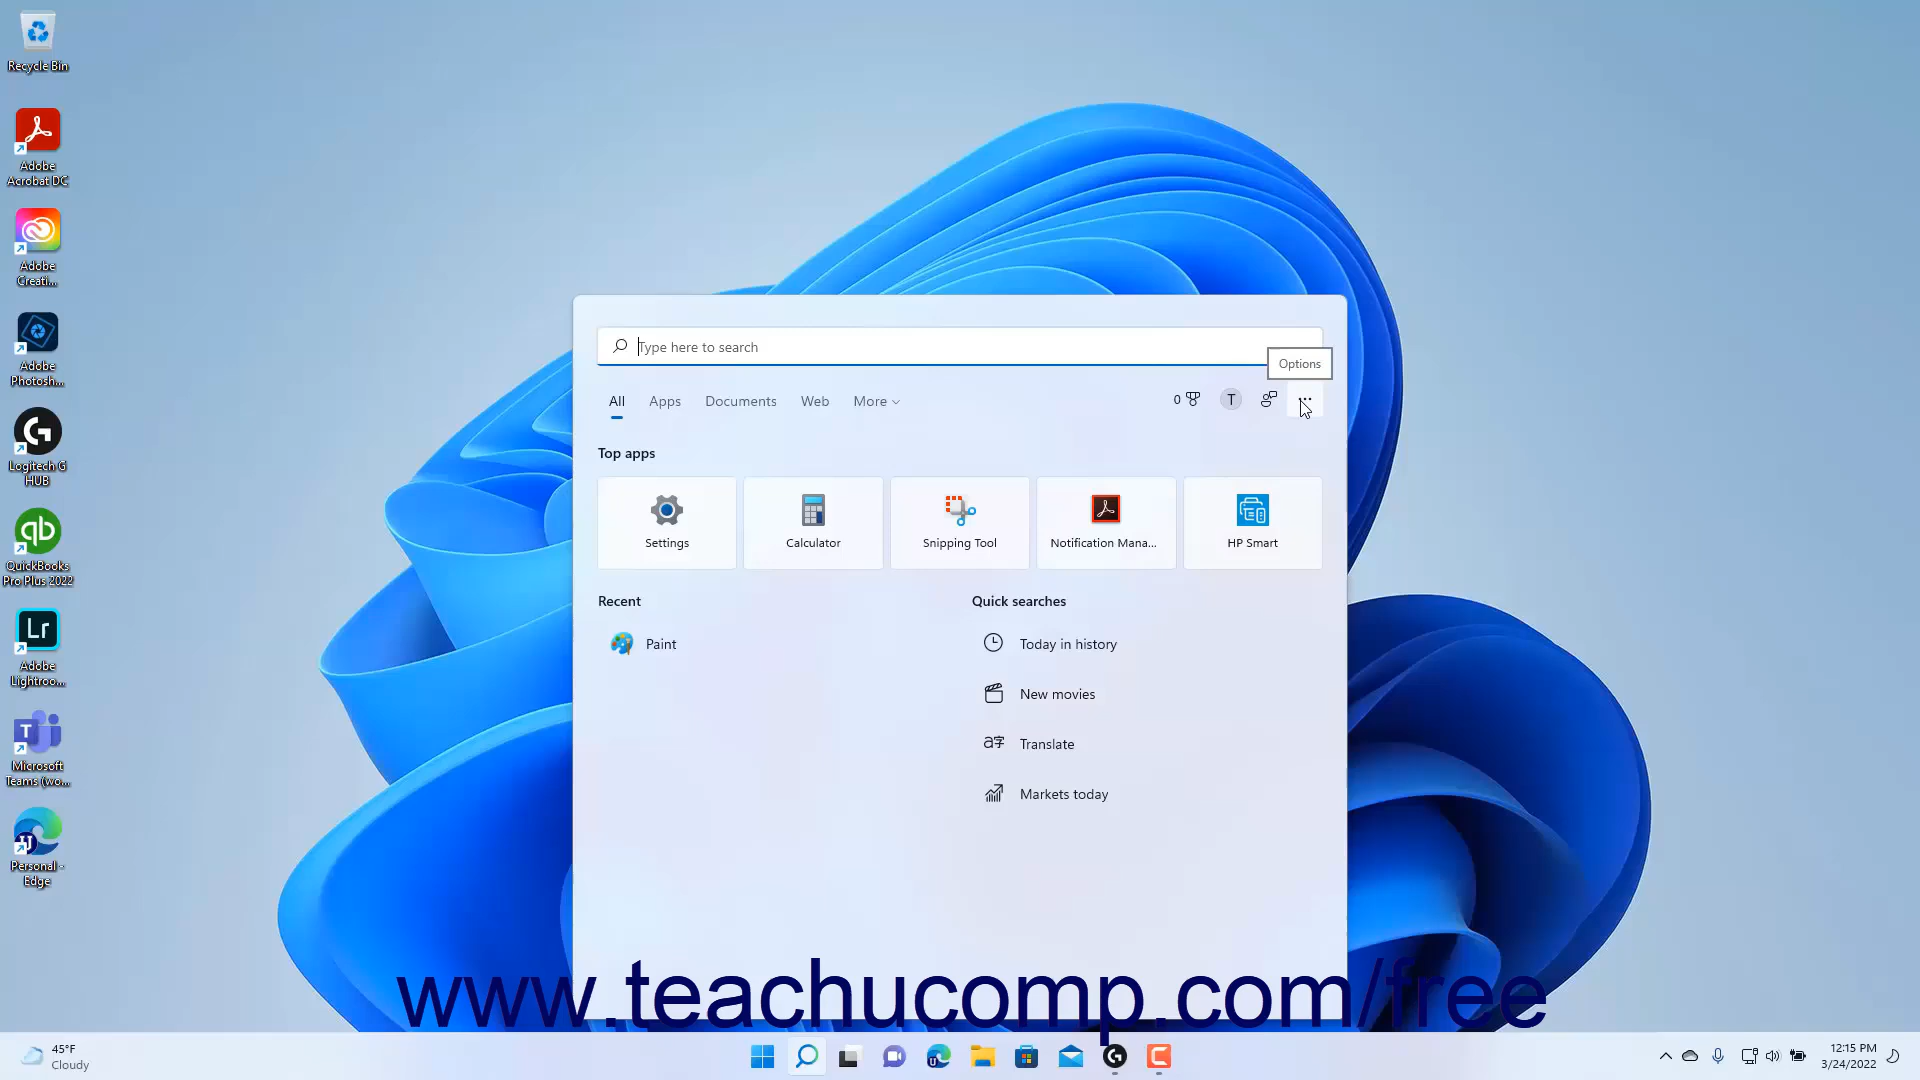 Recycle Bin
Adobe
Acrobat DC
Adobe
Creati...
Adobe
Photosh...
Logitech G
HUB
QuickBooks
Pro Plus 2022
Adobe
Lightroo...
Microsoft
Teams (wo...
Personal -
Edge
Type here to search
Options
All Apps Documents Web More
0 T
Top apps
Settings Calculator Snipping Tool Notification Mana... HP Smart
Recent
Paint
Quick searches
Today in history
New movies
Translate
Markets today
www.teachucomp.com/free
45°F
Cloudy
12:15 PM
3/24/2022